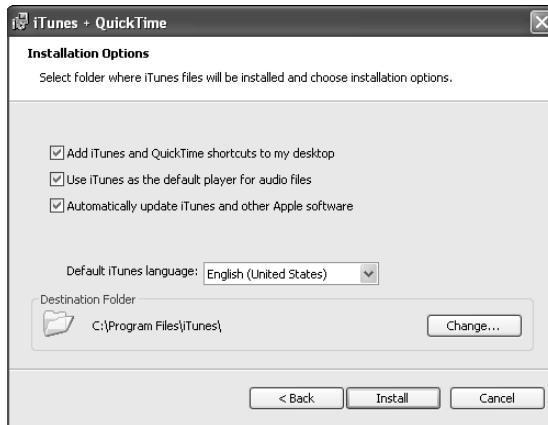 iTunes + QuickTime
Installation Options
Select folder where iTunes files will be installed and choose installation options.
Add iTunes and QuickTime shortcuts to my desktop
Use iTunes as the default player for audio files
Automatically update iTunes and other Apple software
Default iTunes language: English (United States)
Destination Folder
C:\Program Files\iTunes\ Change...
< Back Install Cancel